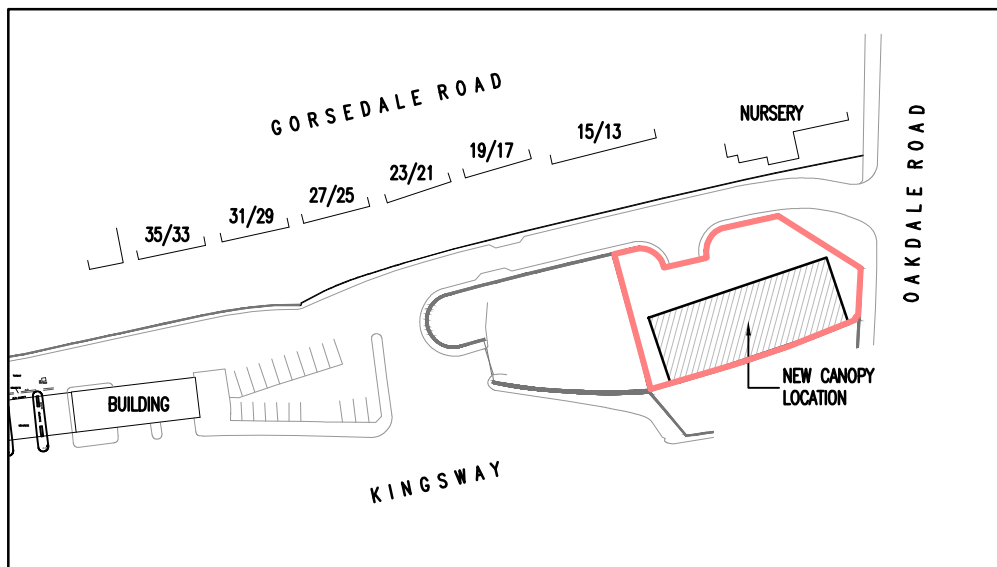 GORSEDALE ROAD
NURSERY
OAKDALE ROAD
15/13
19/17
23/21
27/25
31/29
35/33
BUILDING
NEW CANOPY
LOCATION
KINGSWAY